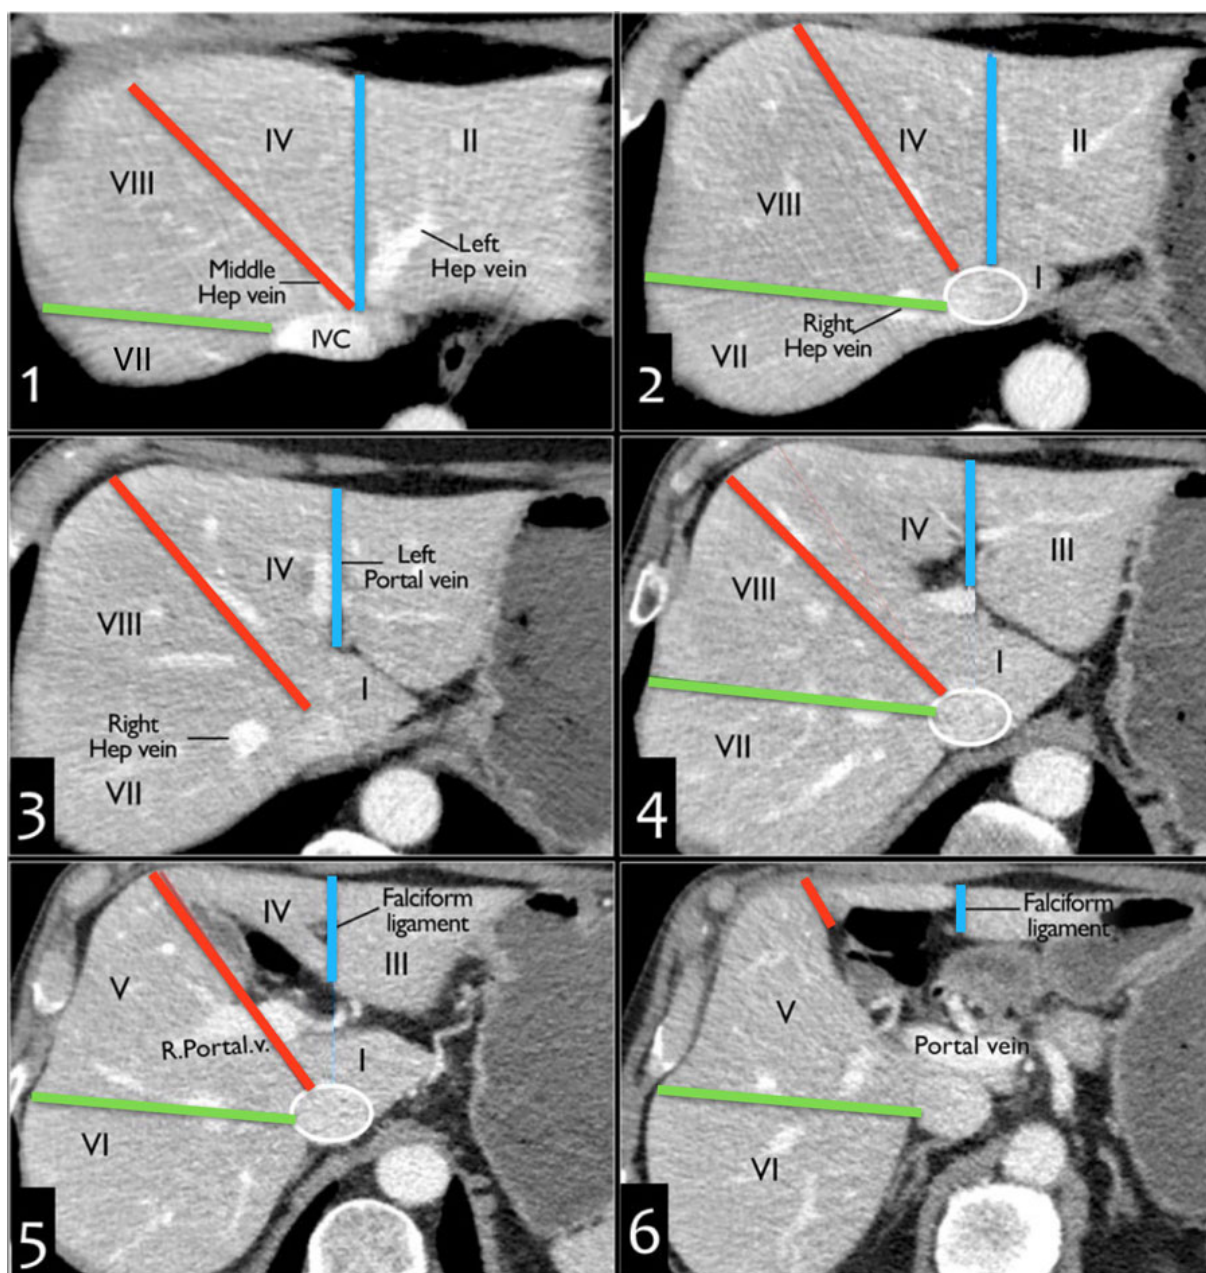 IV
II
VIII
Left
Hep vein
Middle
Hep vein
IVC
VII
1
IV
II
VIII
I
Right
Hep vein
VII
2
IV
Left
Portal vein
VIII
I
Right
Hep vein
VII
3
IV
III
VIII
I
VII
4
IV
Falciform
ligament
III
V
R.Portal.v.
I
VI
5
Falciform
ligament
V
Portal vein
VI
6